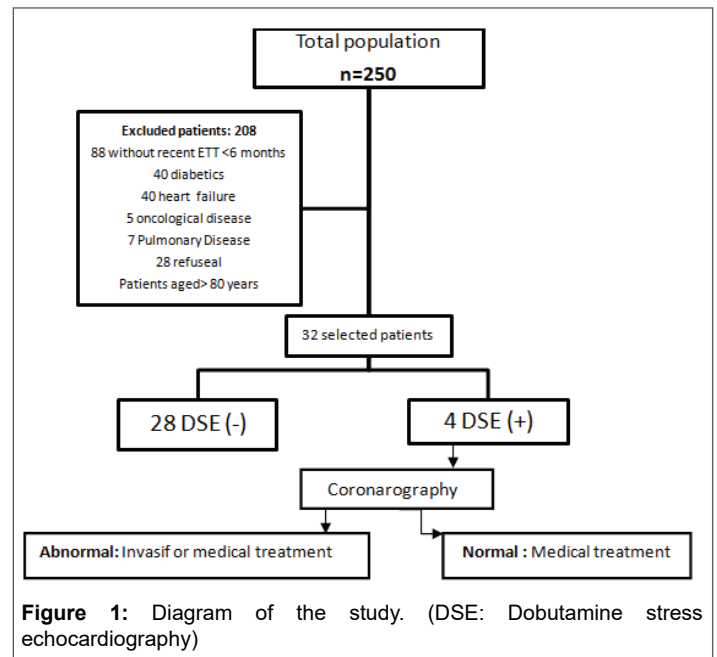 Total population
n=250
Excluded patients: 208
88 without recent ETT <6 months
40 diabetics
40 heart failure
5 oncological disease
7 Pulmonary Disease
28 refuseal
Patients aged> 80 years
32 selected patients
28 DSE (-)
4 DSE (+)
Coronarography
Abnormal: Invasif or medical treatment
Normal : Medical treatment
Figure 1: Diagram of the study. (DSE: Dobutamine stress
echocardiography)